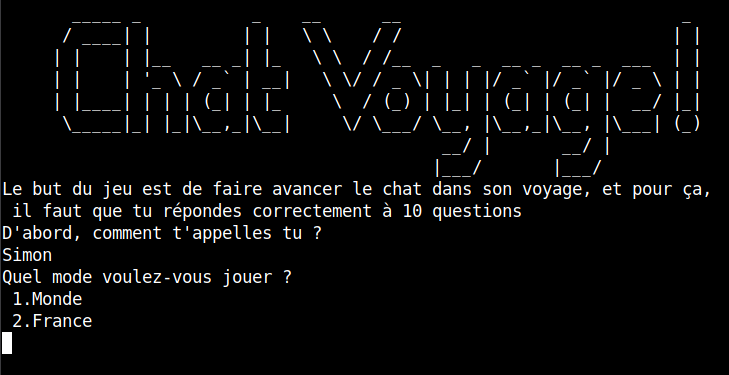 Chat Voyage!
Le but du jeu est de faire avancer le chat dans son voyage, et pour ça,
il faut que tu répondes correctement à 10 questions
D'abord, comment t'appelles tu ?
Simon
Quel mode voulez-vous jouer ?
1.Monde
2.France